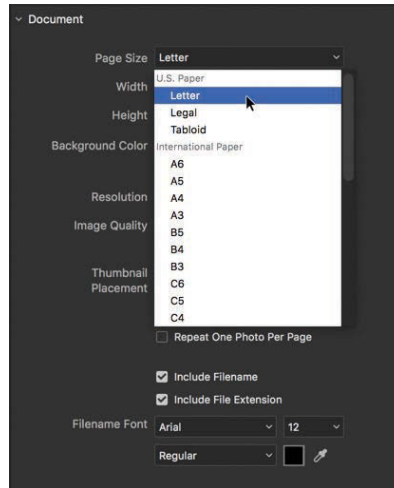 Document
Page Size Letter
U.S. Paper
Width
Letter
Height
Legal
Tabloid
Background Color International Paper
A6
A5
Resolution A4
A3
Image Quality B5
B4
B3
Thumbnail
Placement
C6
C5
C4
Repeat One Photo Per Page
Include Filename
Include File Extension
Filename Font Arial 12
Regular